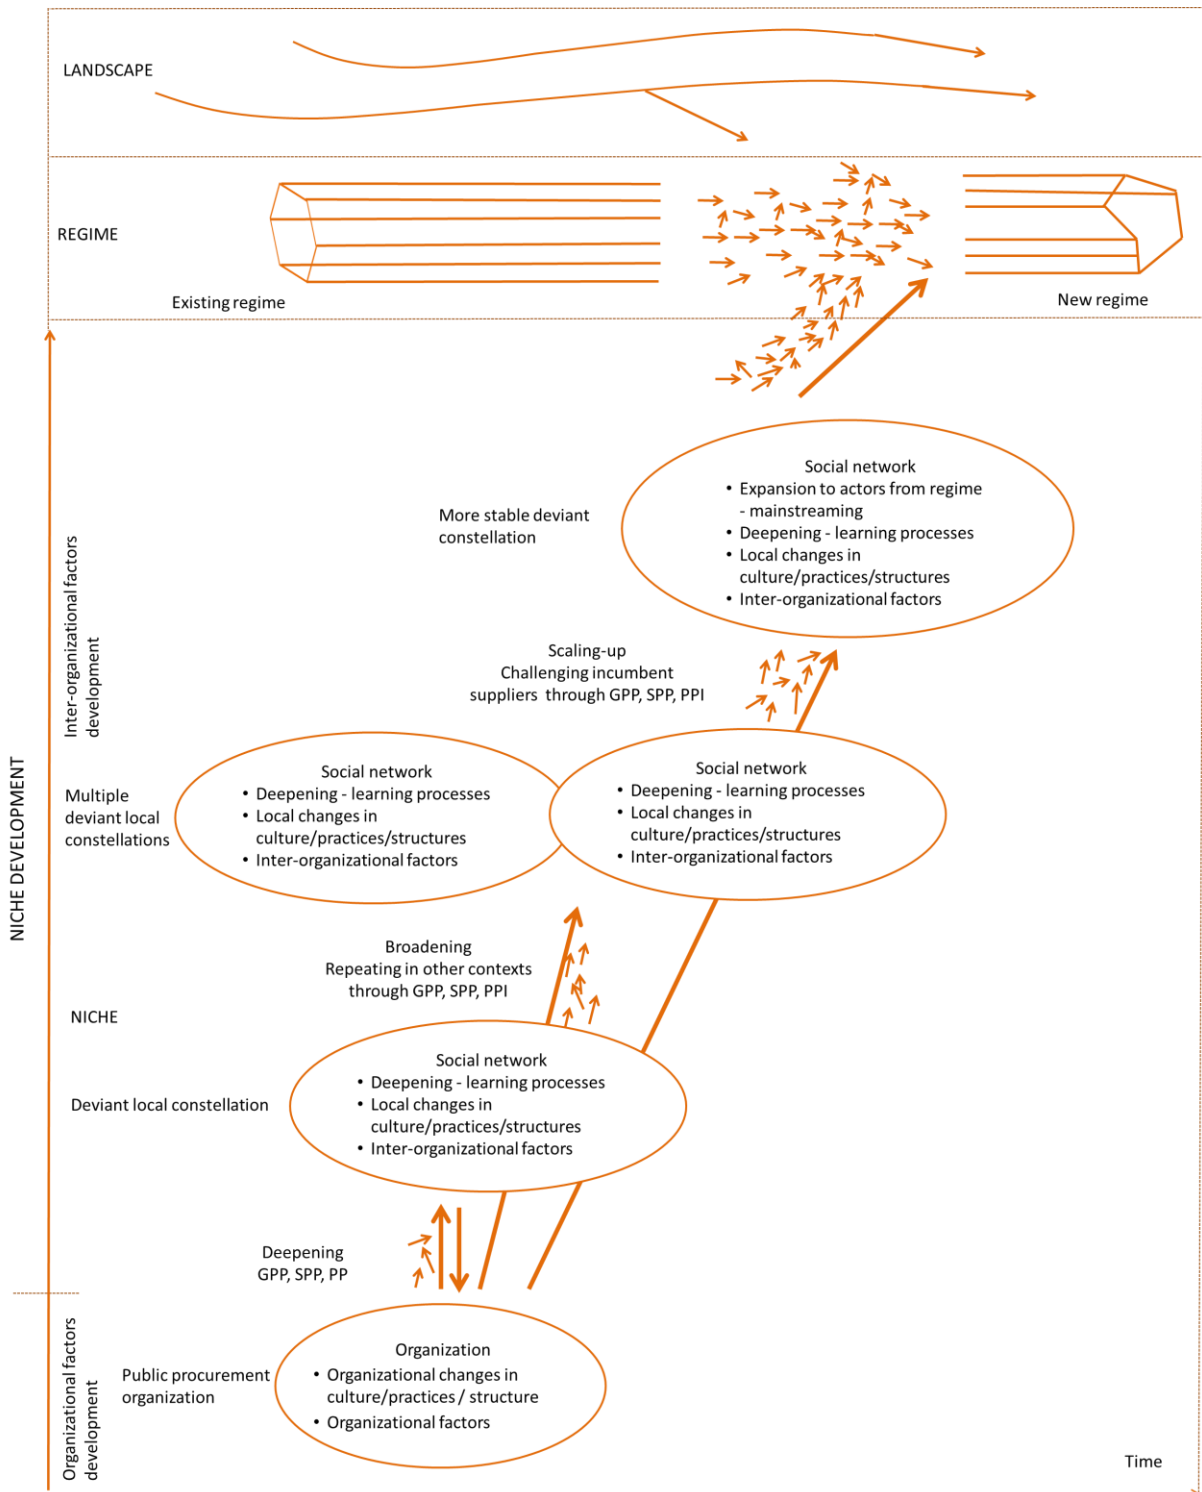 LANDSCAPE
REGIME
Existing regime
New regime
Social network
• Expansion to actors from regime
- mainstreaming
• Deepening - learning processes
• Local changes in
culture/practices/structures
• Inter-organizational factors
More stable deviant
constellation
Inter-organizational factors
development
Scaling-up
Challenging incumbent
suppliers through GPP, SPP, PPI
NICHE DEVELOPMENT
Multiple
deviant local
constellations
Social network
• Deepening - learning processes
• Local changes in
culture/practices/structures
• Inter-organizational factors
Social network
• Deepening - learning processes
• Local changes in
culture/practices/structures
• Inter-organizational factors
Broadening
Repeating in other contexts
through GPP, SPP, PPI
NICHE
Social network
• Deepening - learning processes
• Local changes in
culture/practices/structures
• Inter-organizational factors
Deviant local constellation
Deepening
GPP, SPP, PP
Organizational factors
development
Public procurement
organization
Organization
• Organizational changes in
culture/practices / structure
• Organizational factors
Time